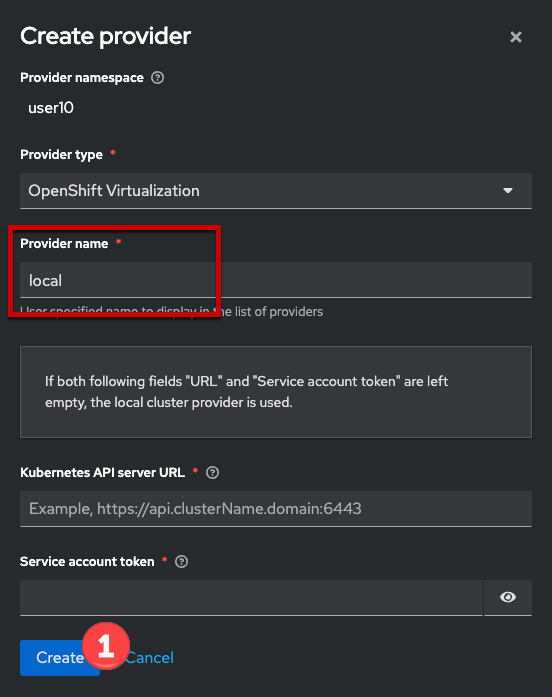 Create provider
Provider namespace
user10
Provider type *
OpenShift Virtualization
Provider name *
local
User specified name to display in the list of providers
If both following fields "URL" and "Service account token" are left
empty, the local cluster provider is used.
Kubernetes API server URL *
Example, https://api.clusterName.domain:6443
Service account token *
Create 1 Cancel